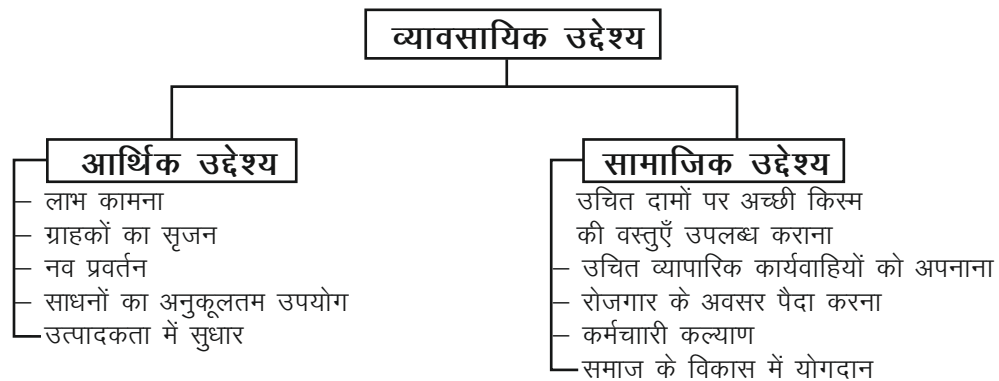 व्यावसायिक उद्देश्य
आर्थिक उद्देश्य
– लाभ कामना
– ग्राहकों का सृजन
– नव प्रवर्तन
– साधनों का अनुकूलतम उपयोग
उत्पादकता में सुधार
सामाजिक उद्देश्य
उचित दामों पर अच्छी किस्म
की वस्तुएँ उपलब्ध कराना
– उचित व्यापारिक कार्यवाहियों को अपनाना
– रोजगार के अवसर पैदा करना
– कर्मचाारी कल्याण
समाज के विकास में योगदान